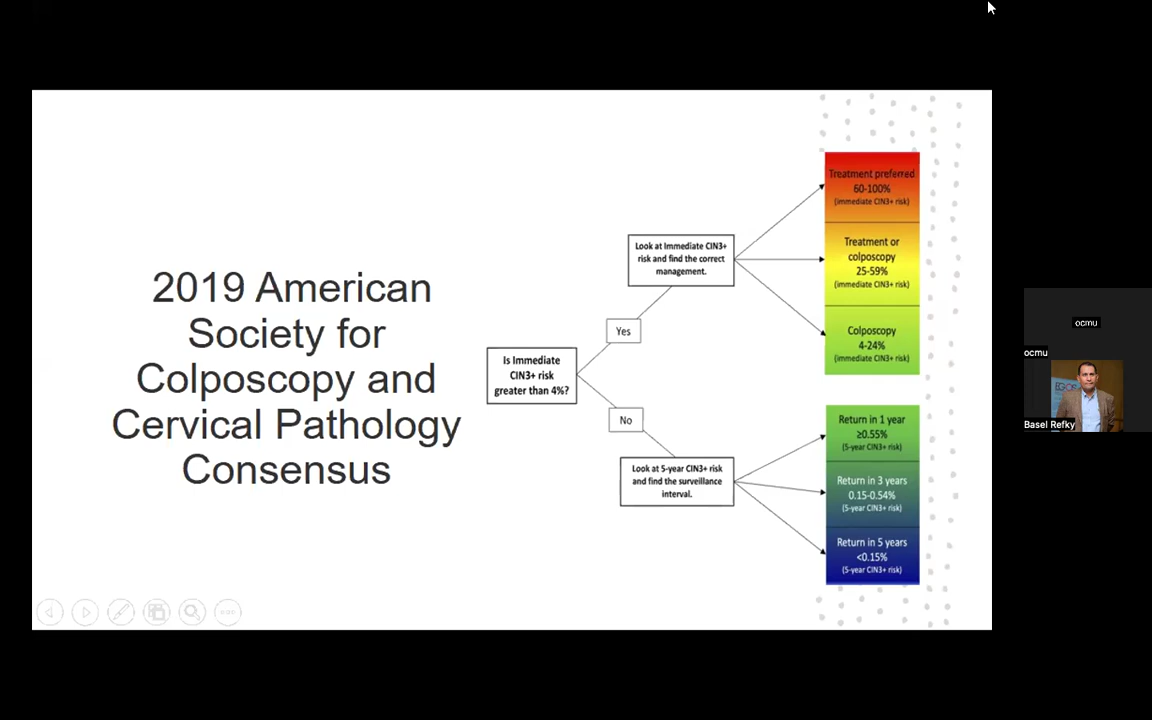 2019 American
Society for
Colposcopy and
Cervical Pathology
Consensus
Is Immediate
CIN3+ risk
greater than 4%?
Yes
No
Look at Immediate CIN3+
risk and find the correct
management.
Look at 5-year CIN3+ risk
and find the surveillance
interval.
Treatment preferred
60-100%
(immediate CIN3+ risk)
Treatment or
colposcopy
25-59%
(immediate CIN3+ risk)
Colposcopy
4-24%
(immediate CIN3+ risk)
Return in 1 year
≥0.55%
(5-year CIN3+ risk)
Return in 3 years
0.15-0.54%
(5-year CIN3+ risk)
Return in 5 years
<0.15%
(5-year CIN3+ risk)
ocmu
ocmu
Basel Refky